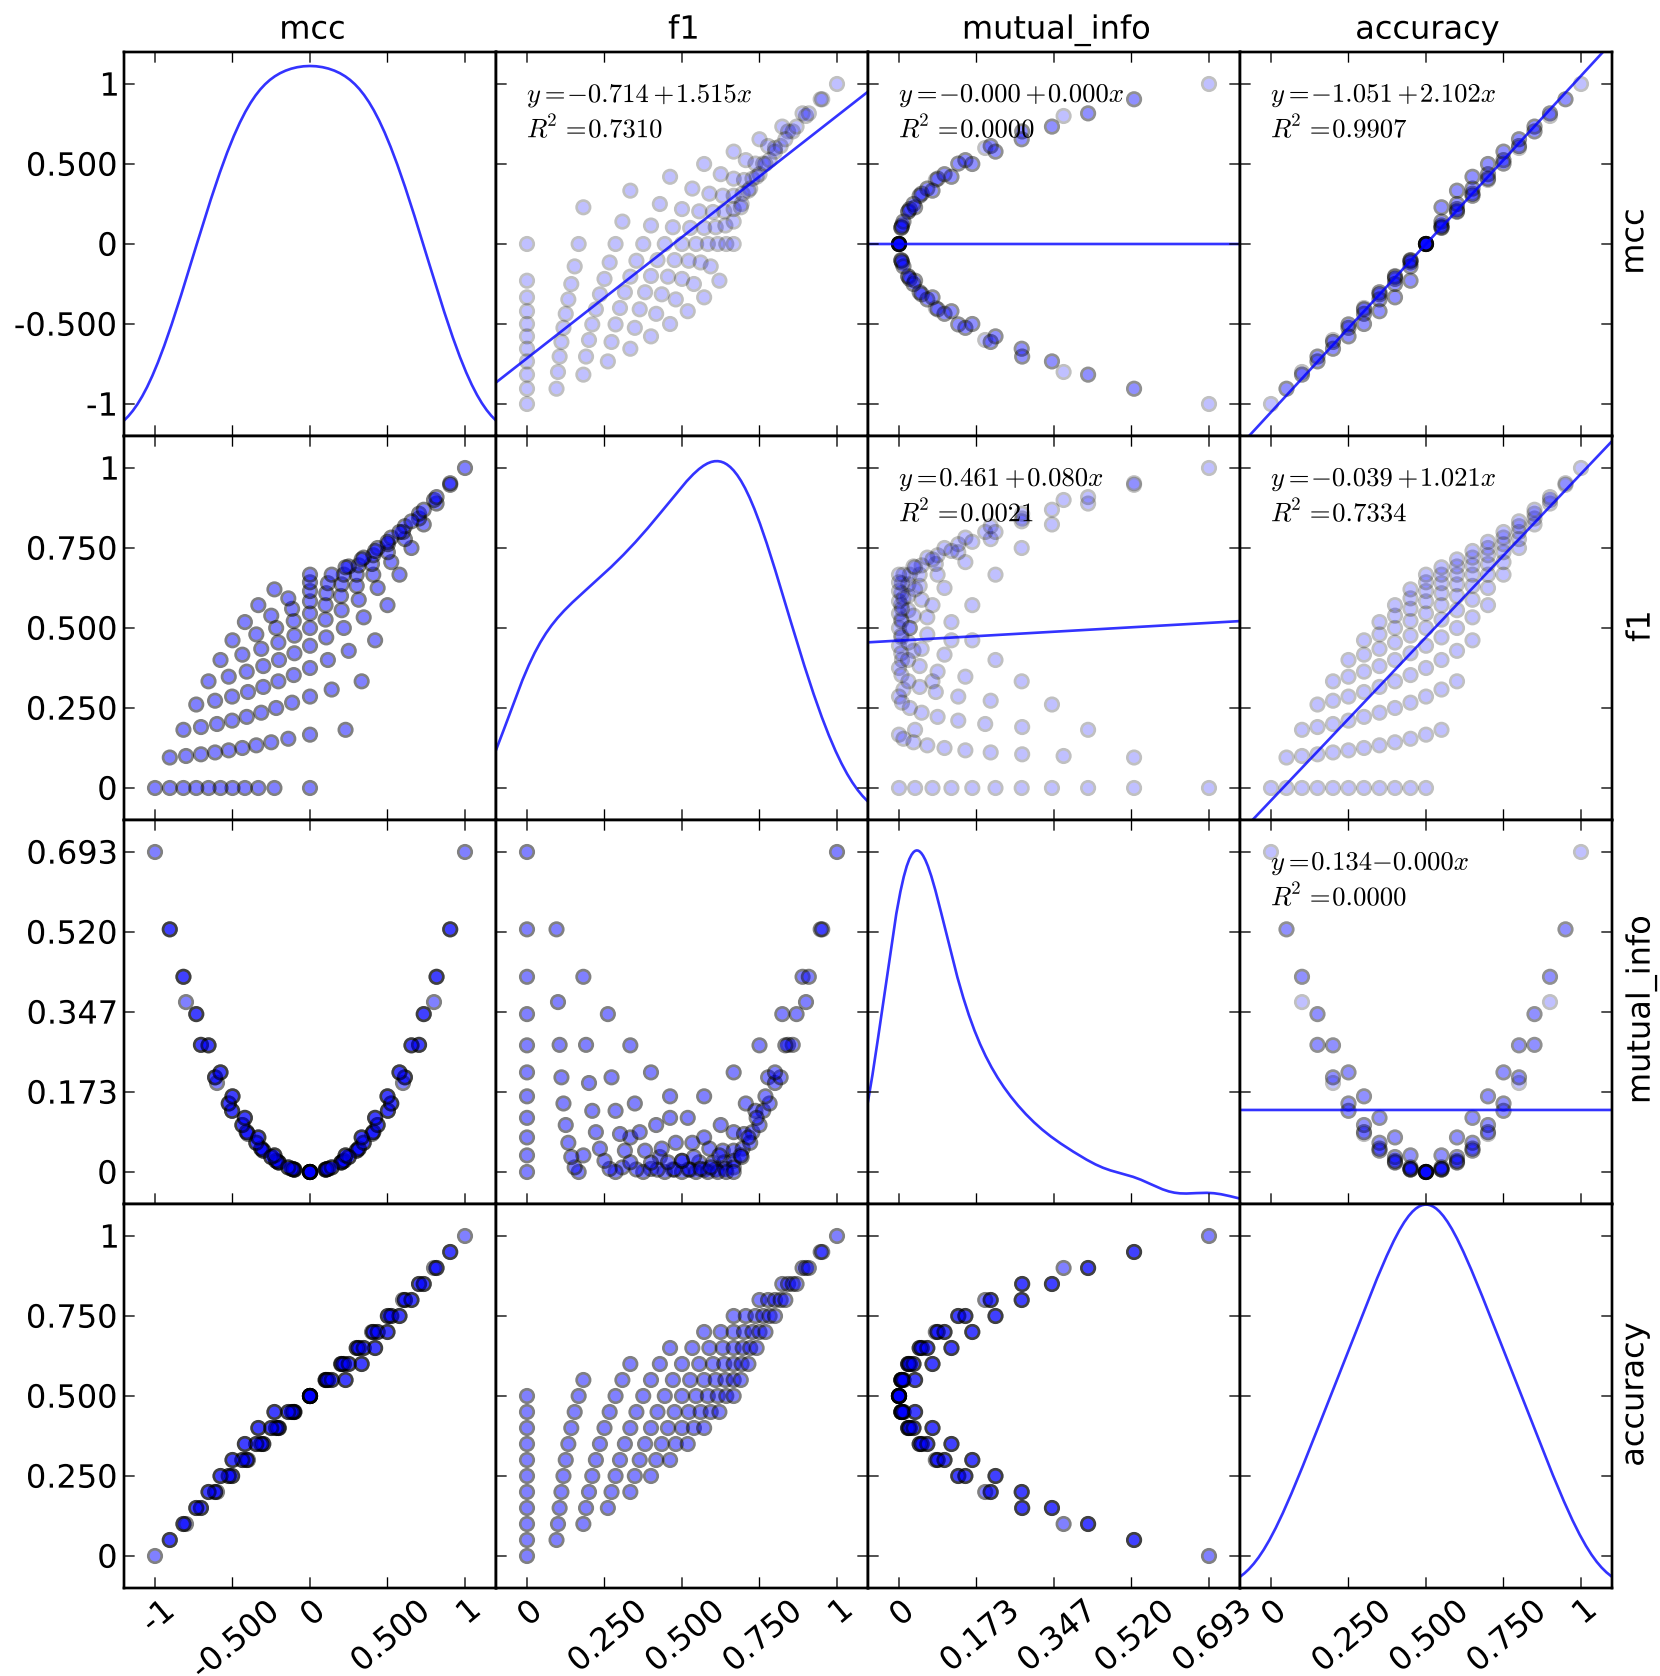 mcc f1 mutual_info accuracy
1
0.500
0
-0.500
-1
y=−0.714+1.515x
R² =0.7310
y=−0.000+0.000x
R² =0.0000
y=−1.051+2.102x
R² =0.9907
mcc
1
0.750
0.500
0.250
0
y=0.461+0.080x
R² =0.0021
y=−0.039+1.021x
R² =0.7334
f1
0.693
0.520
0.347
0.173
0
y=0.134−0.000x
R² =0.0000
mutual_info
1
0.750
0.500
0.250
0
accuracy
-1 -0.500 0 0.500 1 0 0.250 0.500 0.750 1 0 0.173 0.347 0.520 0.693 0 0.250 0.500 0.750 1